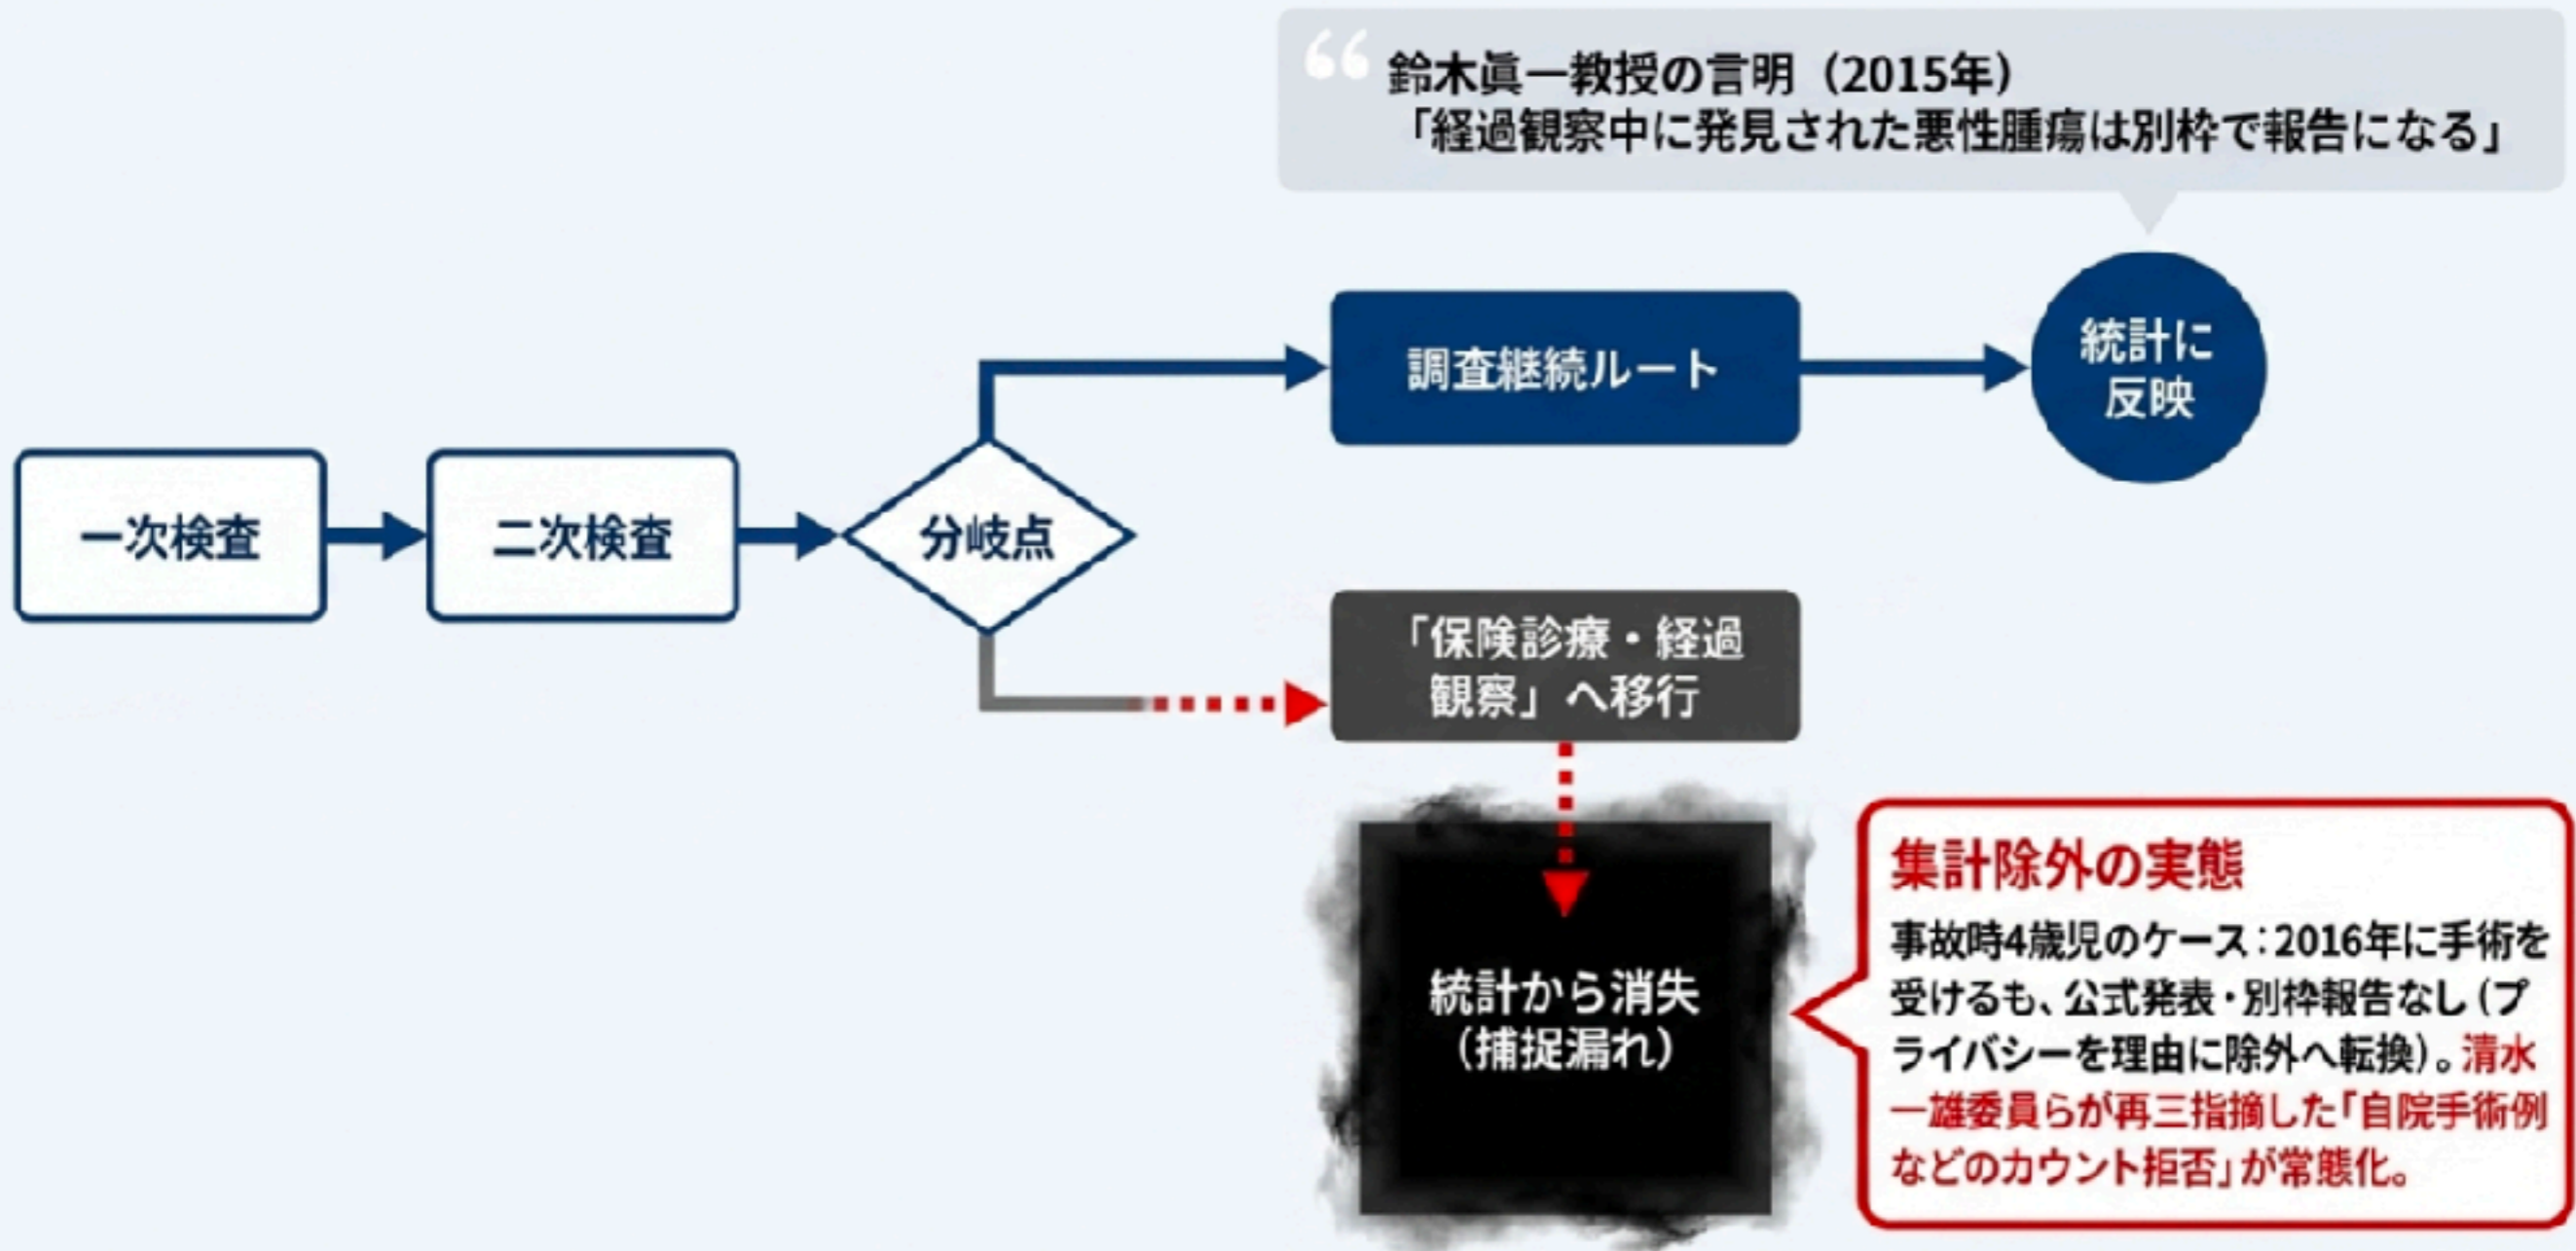 鈴木眞一教授の言明（2015年）
「経過観察中に発見された悪性腫瘍は別枠で報告になる」
調査継続ルート
統計に
反映
一次検査
二次検査
分岐点
「保険診療・経過
観察」へ移行
統計から消失
（捕捉漏れ）
集計除外の実態
事故時4歳児のケース：2016年に手術を
受けるも、公式発表・別枠報告なし（プ
ライバシーを理由に除外へ転換）。清水
一雄委員らが再三指摘した「自院手術例
などのカウント拒否」が常態化。